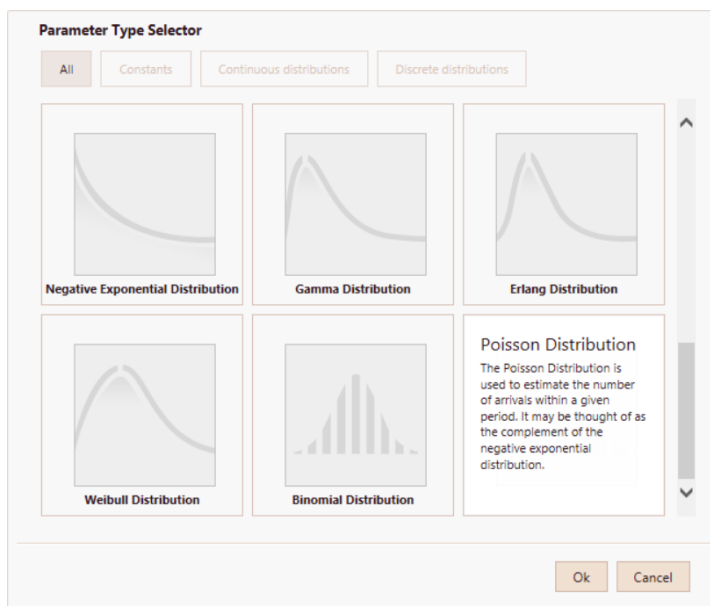 Parameter Type Selector
All Constants Continuous distributions Discrete distributions
Negative Exponential Distribution Gamma Distribution Erlang Distribution
Weibull Distribution Binomial Distribution
Poisson Distribution
The Poisson Distribution is
used to estimate the number
of arrivals within a given
period. It may be thought of as
the complement of the
negative exponential
distribution.
Ok Cancel